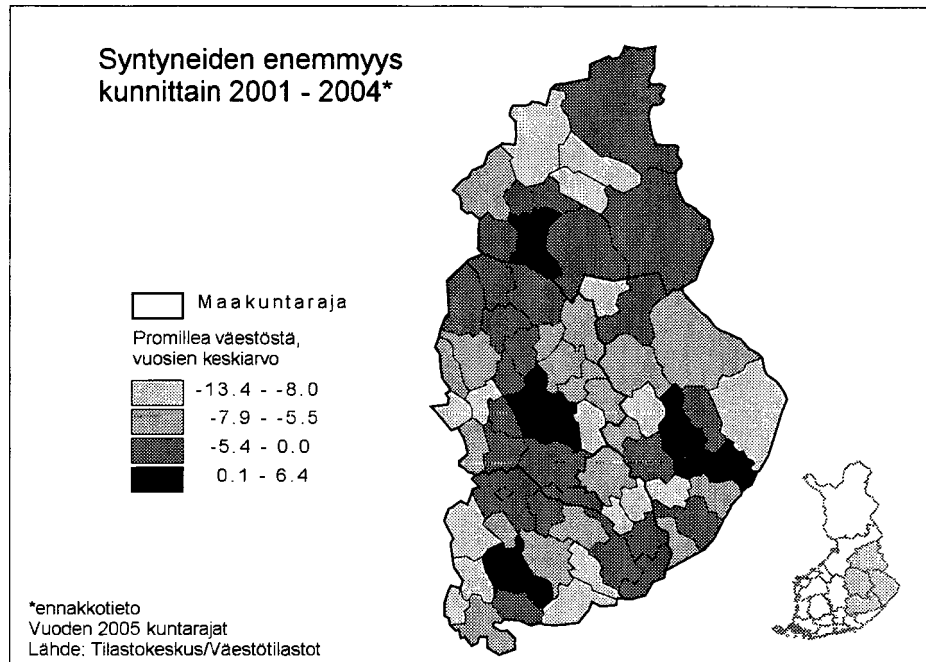 Syntyneiden enemmyys
kunnittain 2001 - 2004*
Maakuntaraja
Promillea väestöstä,
vuosien keskiarvo
-13.4 - -8.0
-7.9 - -5.5
-5.4 - 0.0
0.1 - 6.4
*ennakkotieto
Vuoden 2005 kuntarajat
Lähde: Tilastokeskus/Väestötilastot